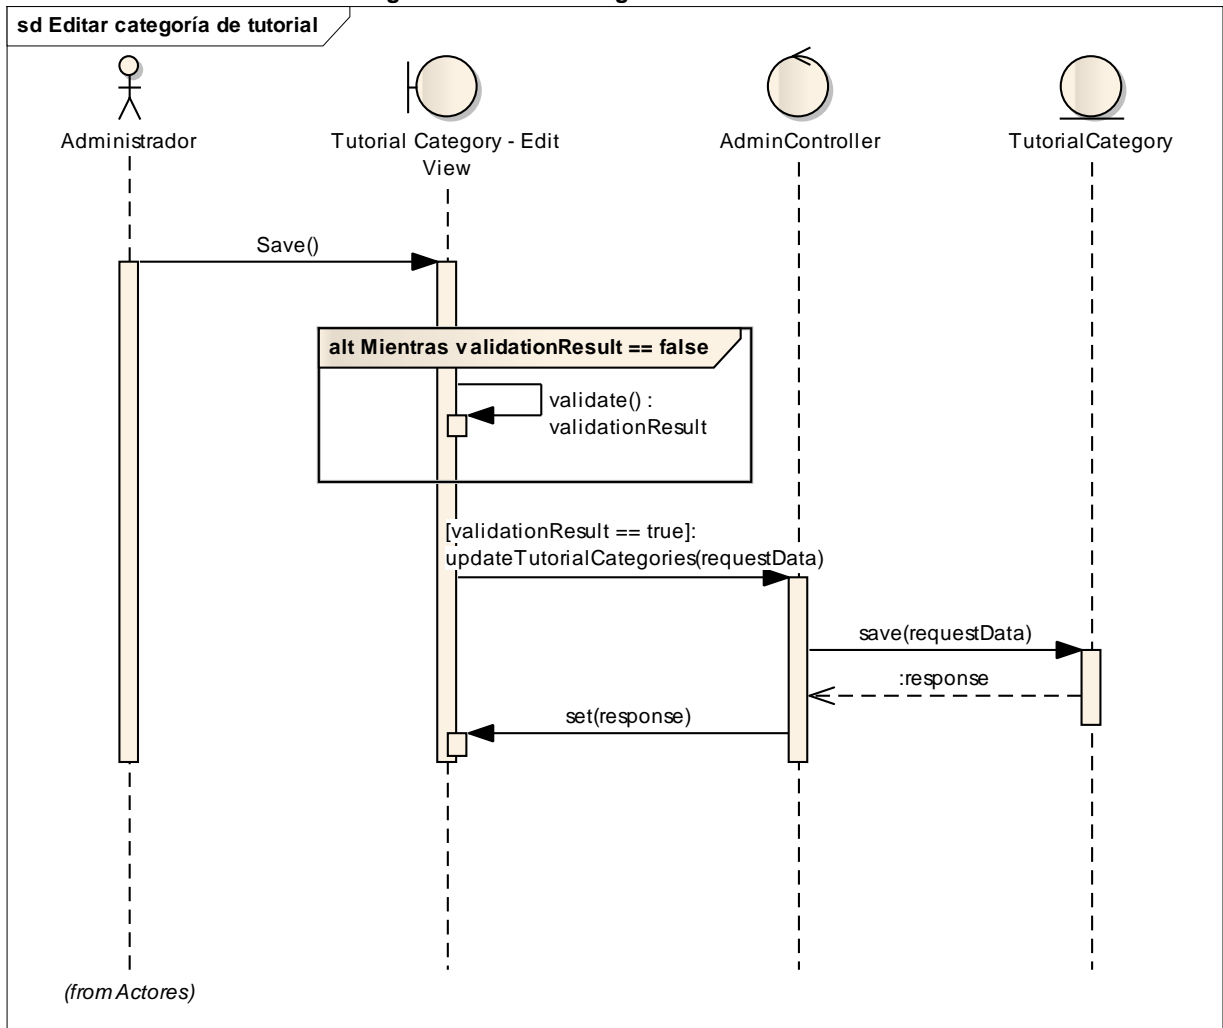 sd Editar categoría de tutorial
Administrador
Tutorial Category - Edit
View
AdminController
TutorialCategory
Save()
alt Mientras validationResult == false
validate() :
validationResult
[validationResult == true]:
updateTutorialCategories(requestData)
save(requestData)
:response
set(response)
(from Actores)